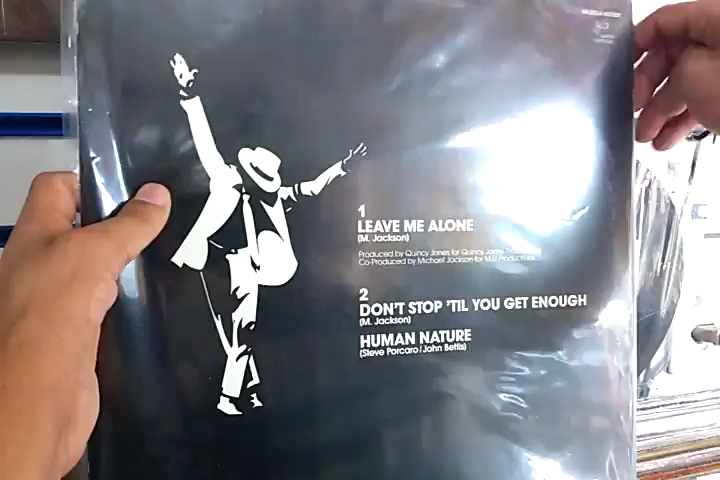 1
LEAVE ME ALONE
(M. Jackson)
Produced by Quincy Jones for Quincy Jones
Co-Produced by Michael Jackson for MJJ Productions
2
DON'T STOP 'TIL YOU GET ENOUGH
(M. Jackson)
HUMAN NATURE
(Steve Porcaro/John Bettis)